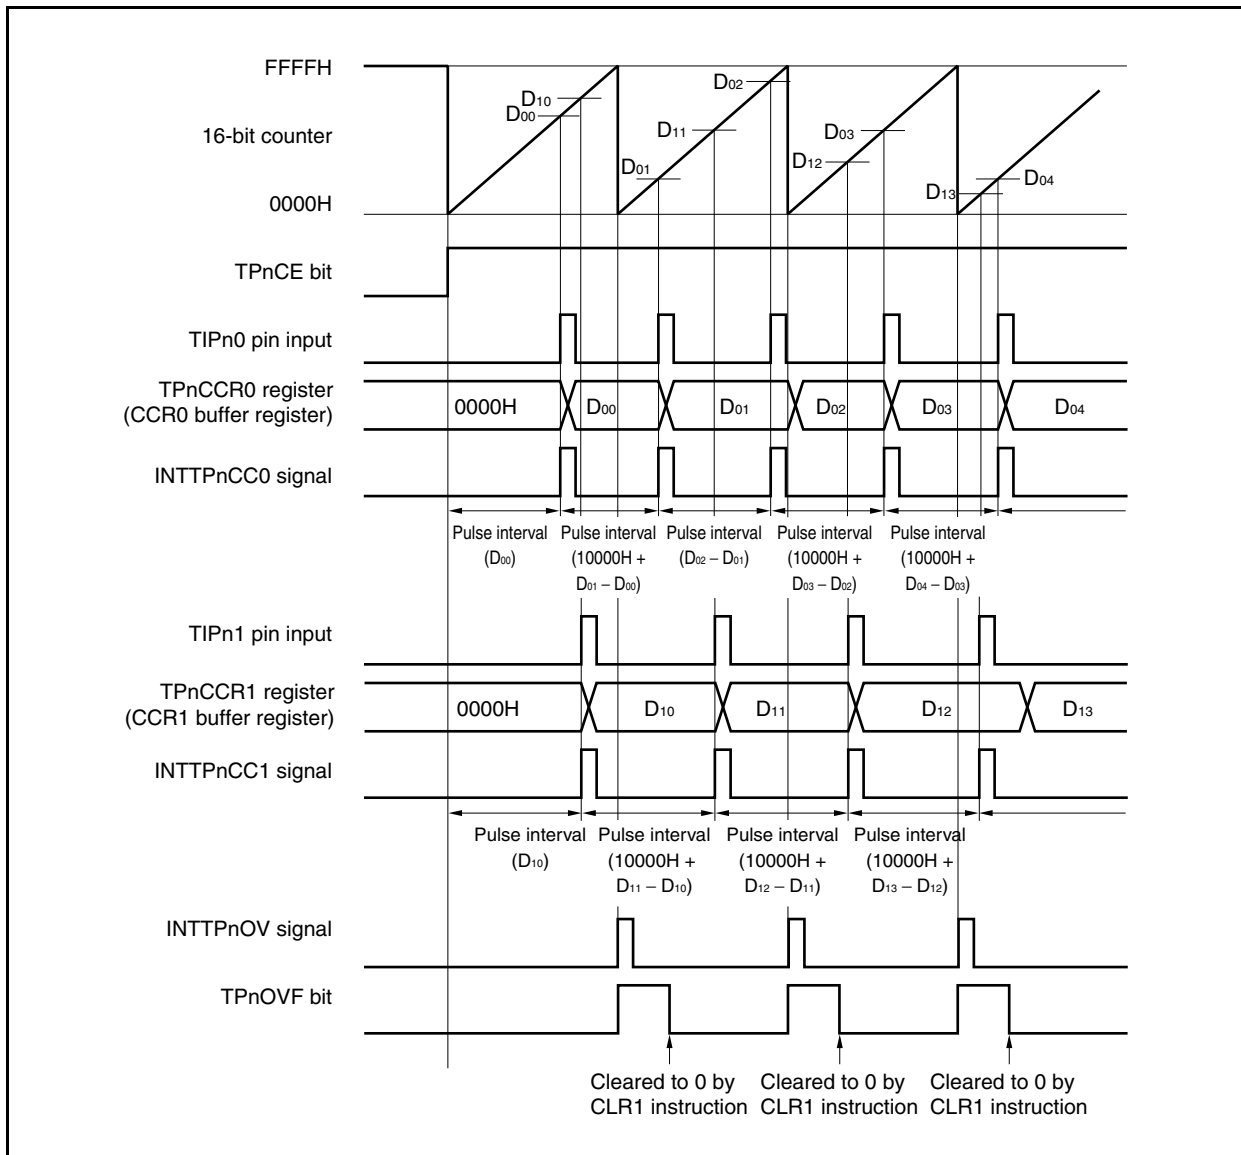 FFFFH
16-bit counter
0000H
D10
D00
D01
D11
D02
D12
D03
D13
D04
TPnCE bit
TIPn0 pin input
TPnCCR0 register
(CCR0 buffer register)
0000H
D00
D01
D02
D03
D04
INTTPnCC0 signal
Pulse interval
(D00)
Pulse interval
(10000H +
D01 – D00)
Pulse interval
(D02 – D01)
Pulse interval
(10000H +
D03 – D02)
Pulse interval
(10000H +
D04 – D03)
TIPn1 pin input
TPnCCR1 register
(CCR1 buffer register)
0000H
D10
D11
D12
D13
INTTPnCC1 signal
Pulse interval
(D10)
Pulse interval
(10000H +
D11 – D10)
Pulse interval
(10000H +
D12 – D11)
Pulse interval
(10000H +
D13 – D12)
INTTPnOV signal
TPnOVF bit
Cleared to 0 by
CLR1 instruction
Cleared to 0 by
CLR1 instruction
Cleared to 0 by
CLR1 instruction